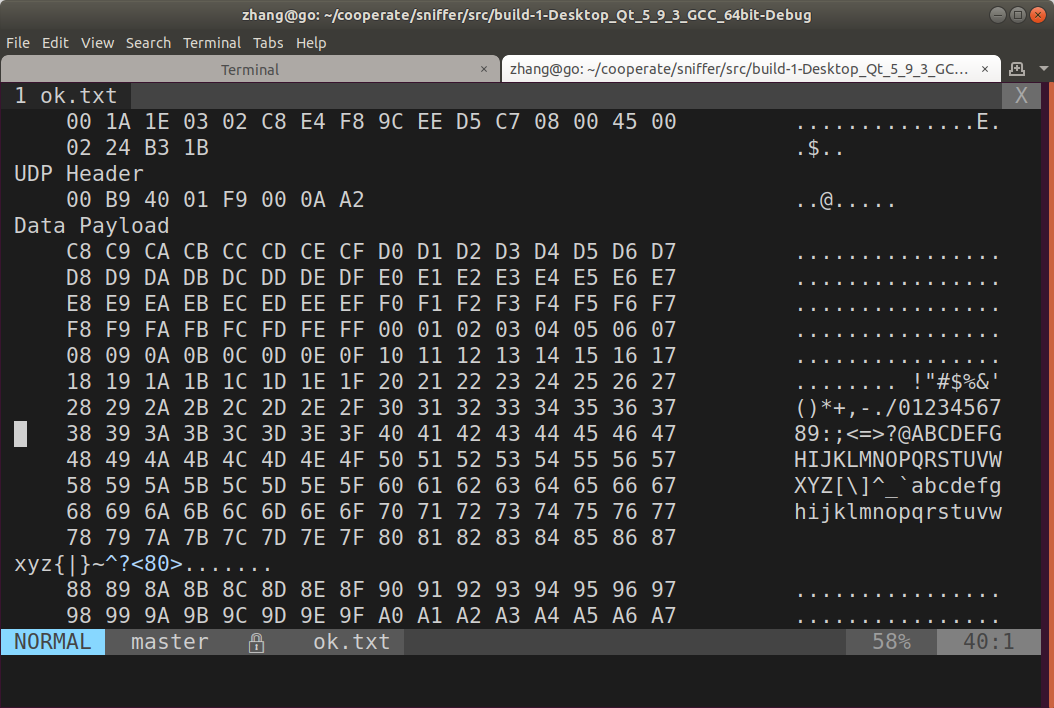 zhang@go: ~/cooperate/sniffer/src/build-1-Desktop_Qt_5_9_3_GCC_64bit-Debug
File Edit View Search Terminal Tabs Help
Terminal × zhang@go: ~/cooperate/sniffer/src/build-1-Desktop_Qt_5_9_3_GC... ×
1 ok.txt X
00 1A 1E 03 02 C8 E4 F8 9C EE D5 C7 08 00 45 00 ..............E.
02 24 B3 1B .$..
UDP Header
00 B9 40 01 F9 00 0A A2 ..@.....
Data Payload
C8 C9 CA CB CC CD CE CF D0 D1 D2 D3 D4 D5 D6 D7 ................
D8 D9 DA DB DC DD DE DF E0 E1 E2 E3 E4 E5 E6 E7 ................
E8 E9 EA EB EC ED EE EF F0 F1 F2 F3 F4 F5 F6 F7 ................
F8 F9 FA FB FC FD FE FF 00 01 02 03 04 05 06 07 ................
08 09 0A 0B 0C 0D 0E 0F 10 11 12 13 14 15 16 17 ................
18 19 1A 1B 1C 1D 1E 1F 20 21 22 23 24 25 26 27 ........ !"#$%&'
28 29 2A 2B 2C 2D 2E 2F 30 31 32 33 34 35 36 37 ()*+,-./01234567
38 39 3A 3B 3C 3D 3E 3F 40 41 42 43 44 45 46 47 89:;<=>?@ABCDEFG
48 49 4A 4B 4C 4D 4E 4F 50 51 52 53 54 55 56 57 HIJKLMNOPQRSTUVW
58 59 5A 5B 5C 5D 5E 5F 60 61 62 63 64 65 66 67 XYZ[\]^_`abcdefg
68 69 6A 6B 6C 6D 6E 6F 70 71 72 73 74 75 76 77 hijklmnopqrstuvw
78 79 7A 7B 7C 7D 7E 7F 80 81 82 83 84 85 86 87
xyz{|}~^?<80>.......
88 89 8A 8B 8C 8D 8E 8F 90 91 92 93 94 95 96 97 ................
98 99 9A 9B 9C 9D 9E 9F A0 A1 A2 A3 A4 A5 A6 A7 ................
NORMAL master ok.txt 58% 40:1